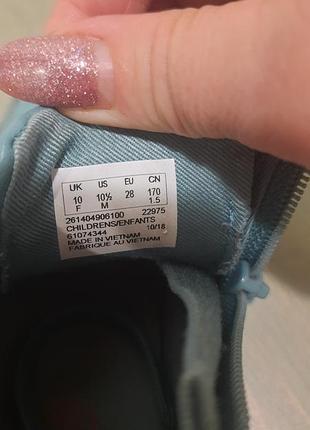 UK US EU CN
10 10½ 28 170
F M 1.5
261404906100 22975
CHILDRENS/ENFANTS
61074344 10/18
MADE IN VIETNAM
FABRIQUE AU VIETNAM